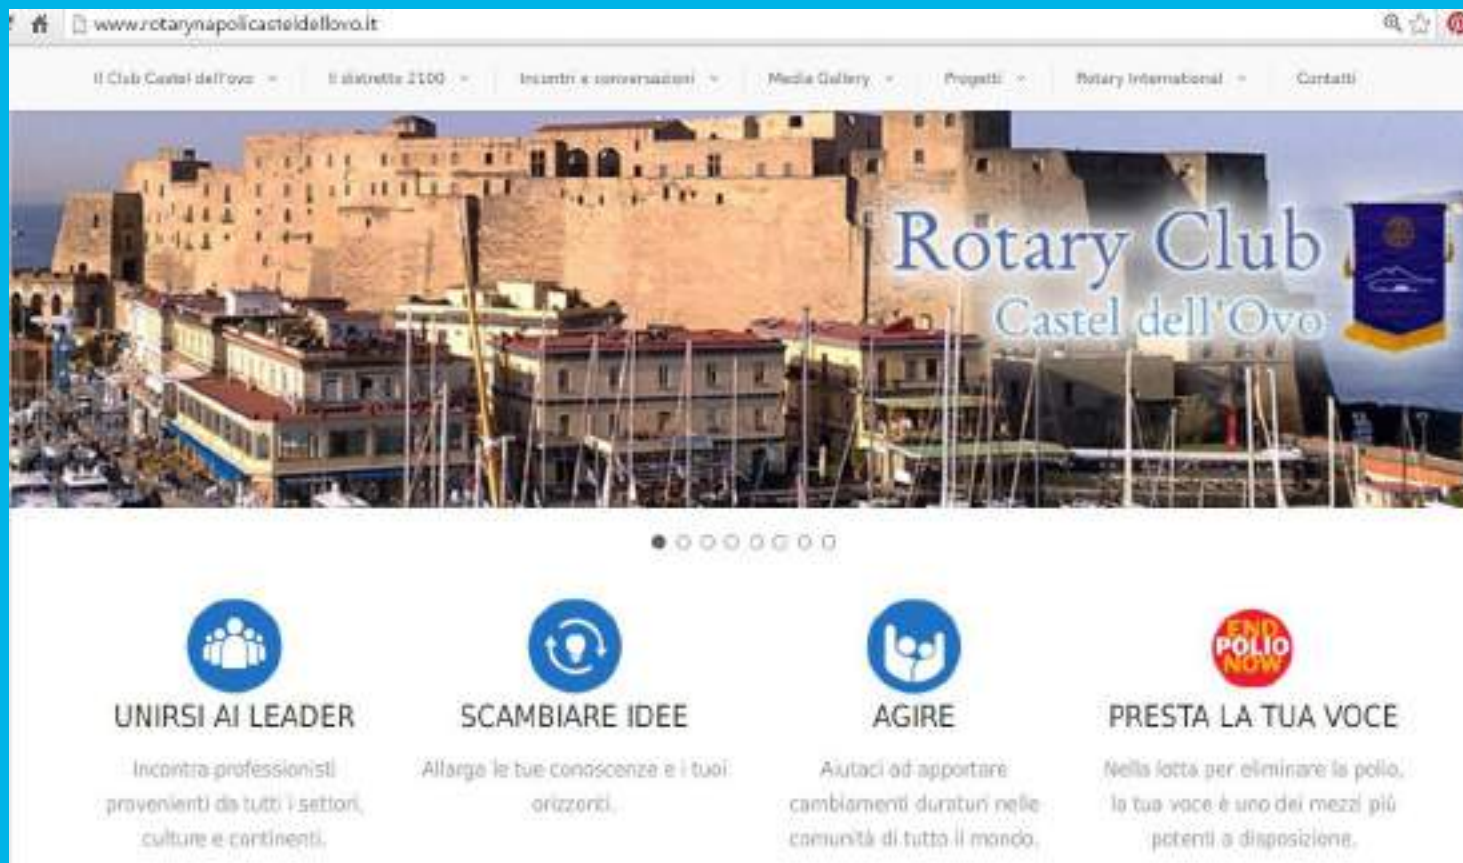 www.rotarynapolicasteldellovo.it
Il Club Castel dell'ovo Il distretto 2100 Incontri e conversazioni Media Gallery Progetti Rotary International Contatti
Rotary Club
Castel dell'Ovo
END
POLIO
NOW
UNIRSI AI LEADER SCAMBIARE IDEE AGIRE PRESTA LA TUA VOCE
Incontra professionisti Allarga le tue conoscenze e i tuoi Aiutaci ad apportare Nella lotta per eliminare la polio,
provenienti da tutti i settori, orizzonti. cambiamenti duraturi nelle la tua voce è uno dei mezzi più
culture e continenti. comunità di tutto il mondo. potenti a disposizione.